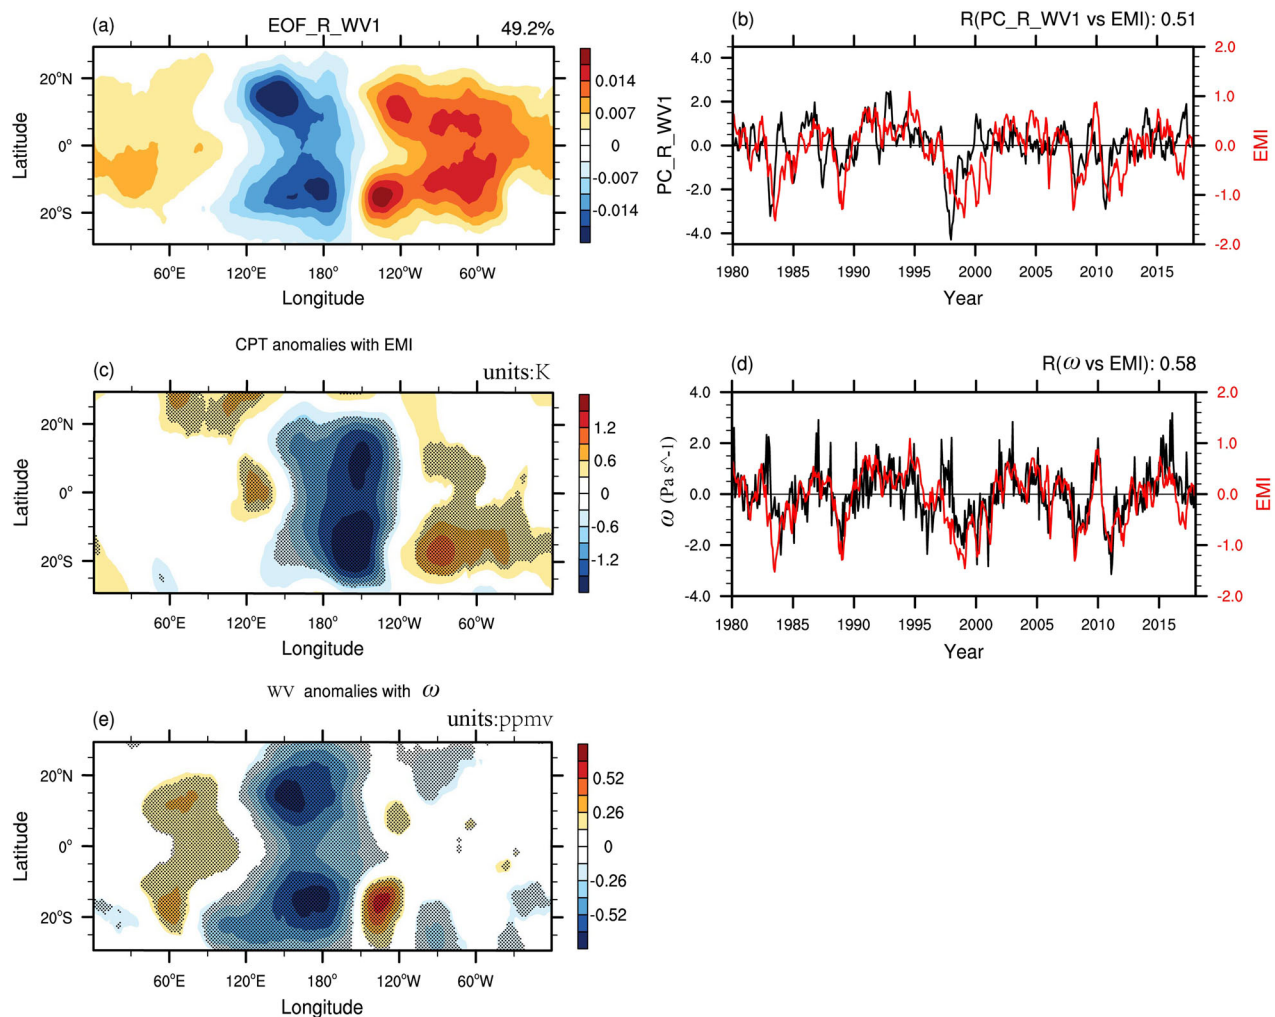 (a) EOF_R_WV1 49.2%
20°N
0°
20°S
Latitude
60°E 120°E 180° 120°W 60°W
Longitude
0.014
0.007
0
-0.007
-0.014
(b) R(PC_R_WV1 vs EMI): 0.51
4.0
2.0
0.0
-2.0
-4.0
PC_R_WV1
2.0
1.0
0.0
-1.0
-2.0
EMI
1980 1985 1990 1995 2000 2005 2010 2015
Year
CPT anomalies with EMI
(c) units:K
20°N
0°
20°S
Latitude
60°E 120°E 180° 120°W 60°W
Longitude
1.2
0.6
0
-0.6
-1.2
(d) R(ω vs EMI): 0.58
4.0
2.0
0.0
-2.0
-4.0
ω (Pa s^-1)
2.0
1.0
0.0
-1.0
-2.0
EMI
1980 1985 1990 1995 2000 2005 2010 2015
Year
WV anomalies with ω
(e) units:ppmv
20°N
0°
20°S
Latitude
60°E 120°E 180° 120°W 60°W
Longitude
0.52
0.26
0
-0.26
-0.52